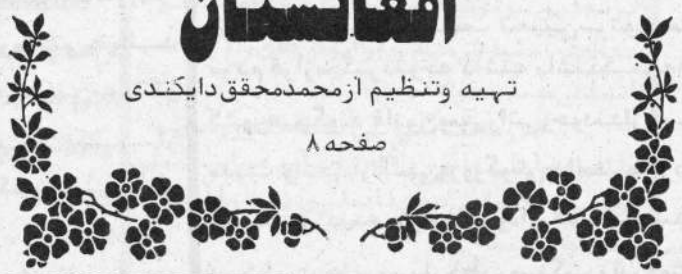 افغانستان
تهیه وتنظیم ازمحمدمحقق دایکندی
صفحه ۸